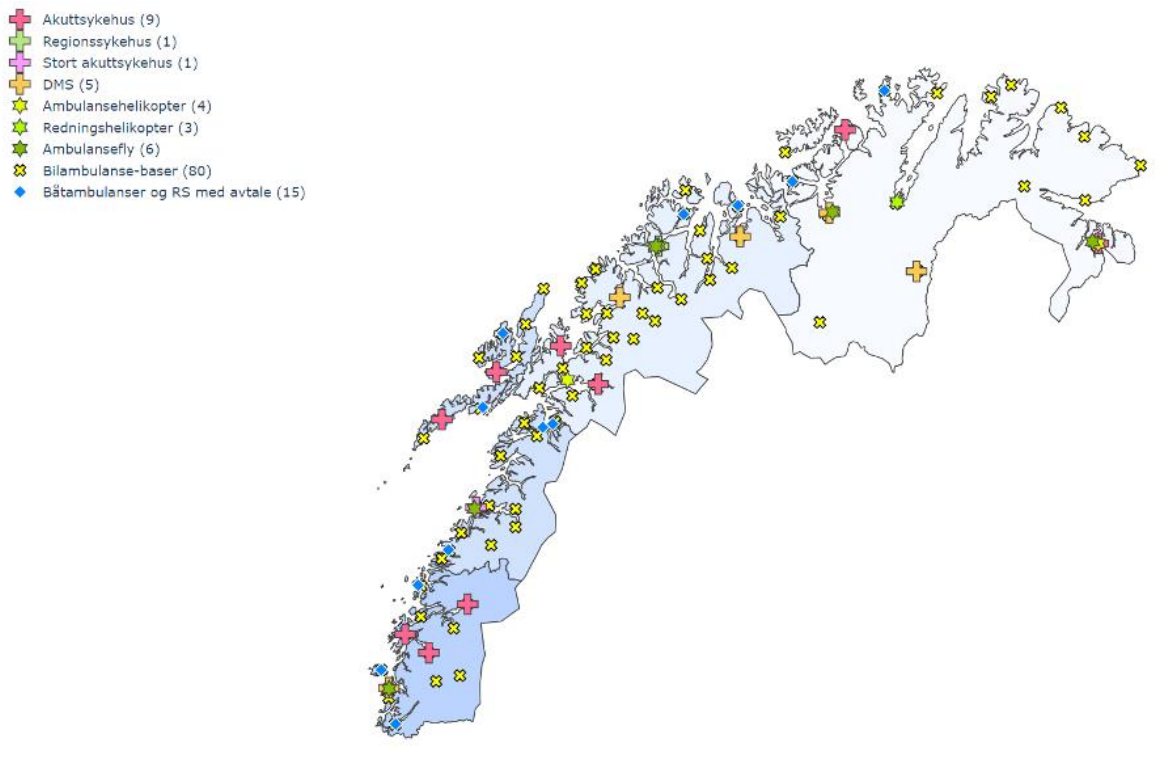 Akuttsykehus (9)
Regionssykehus (1)
Stort akuttsykehus (1)
DMS (5)
Ambulansehelikopter (4)
Redningshelikopter (3)
Ambulansefly (6)
Bilambulanse-baser (80)
Båtambulanser og RS med avtale (15)